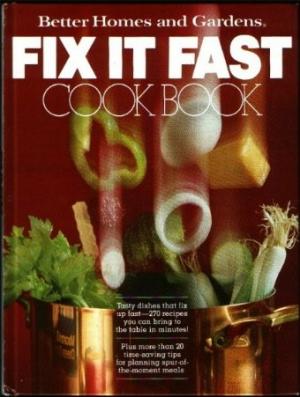 Better Homes and Gardens®
FIX IT FAST
COOK BOOK
Tasty dishes that fix
up fast—270 recipes
you can bring to
the table in minutes!
Plus more than 20
time-saving tips
for planning spur-of-
the-moment meals